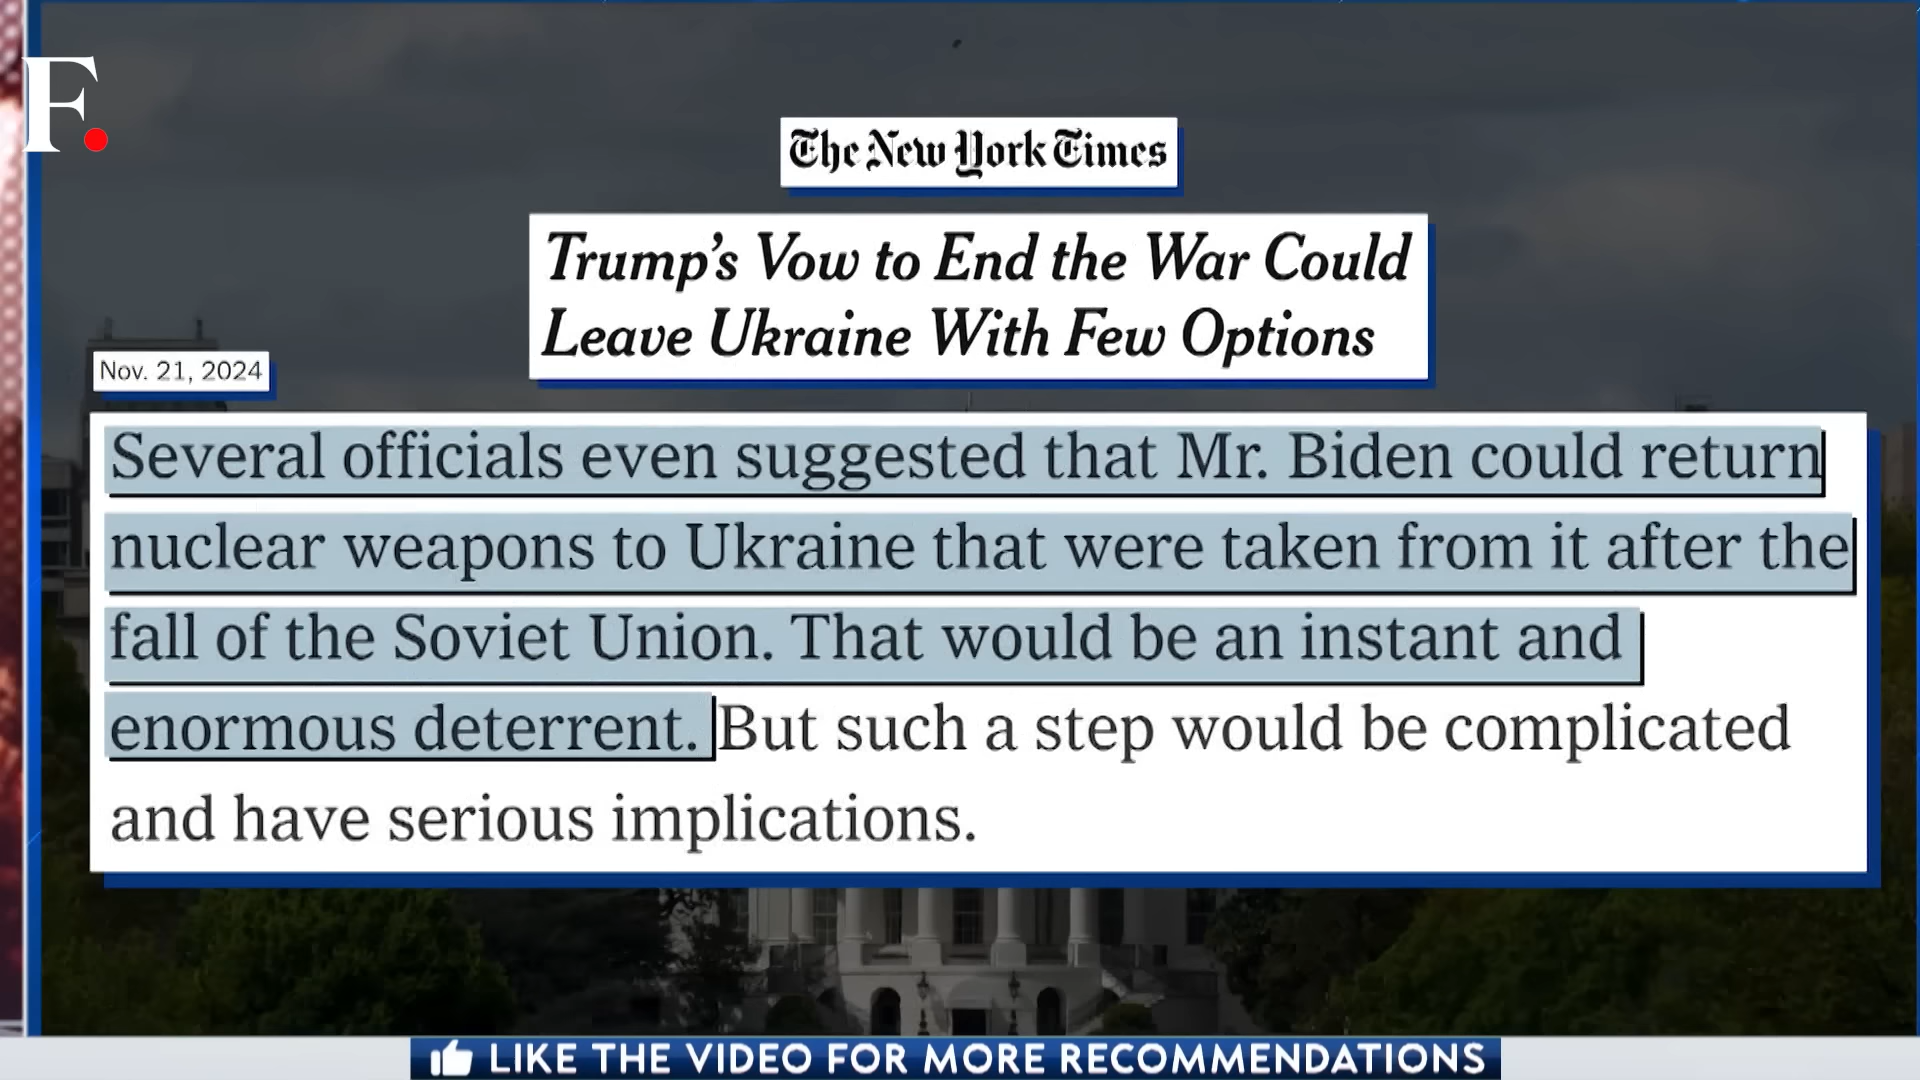 F.
The New York Times
Trump's Vow to End the War Could
Leave Ukraine With Few Options
Nov. 21, 2024
Several officials even suggested that Mr. Biden could return
nuclear weapons to Ukraine that were taken from it after the
fall of the Soviet Union. That would be an instant and
enormous deterrent. But such a step would be complicated
and have serious implications.
LIKE THE VIDEO FOR MORE RECOMMENDATIONS